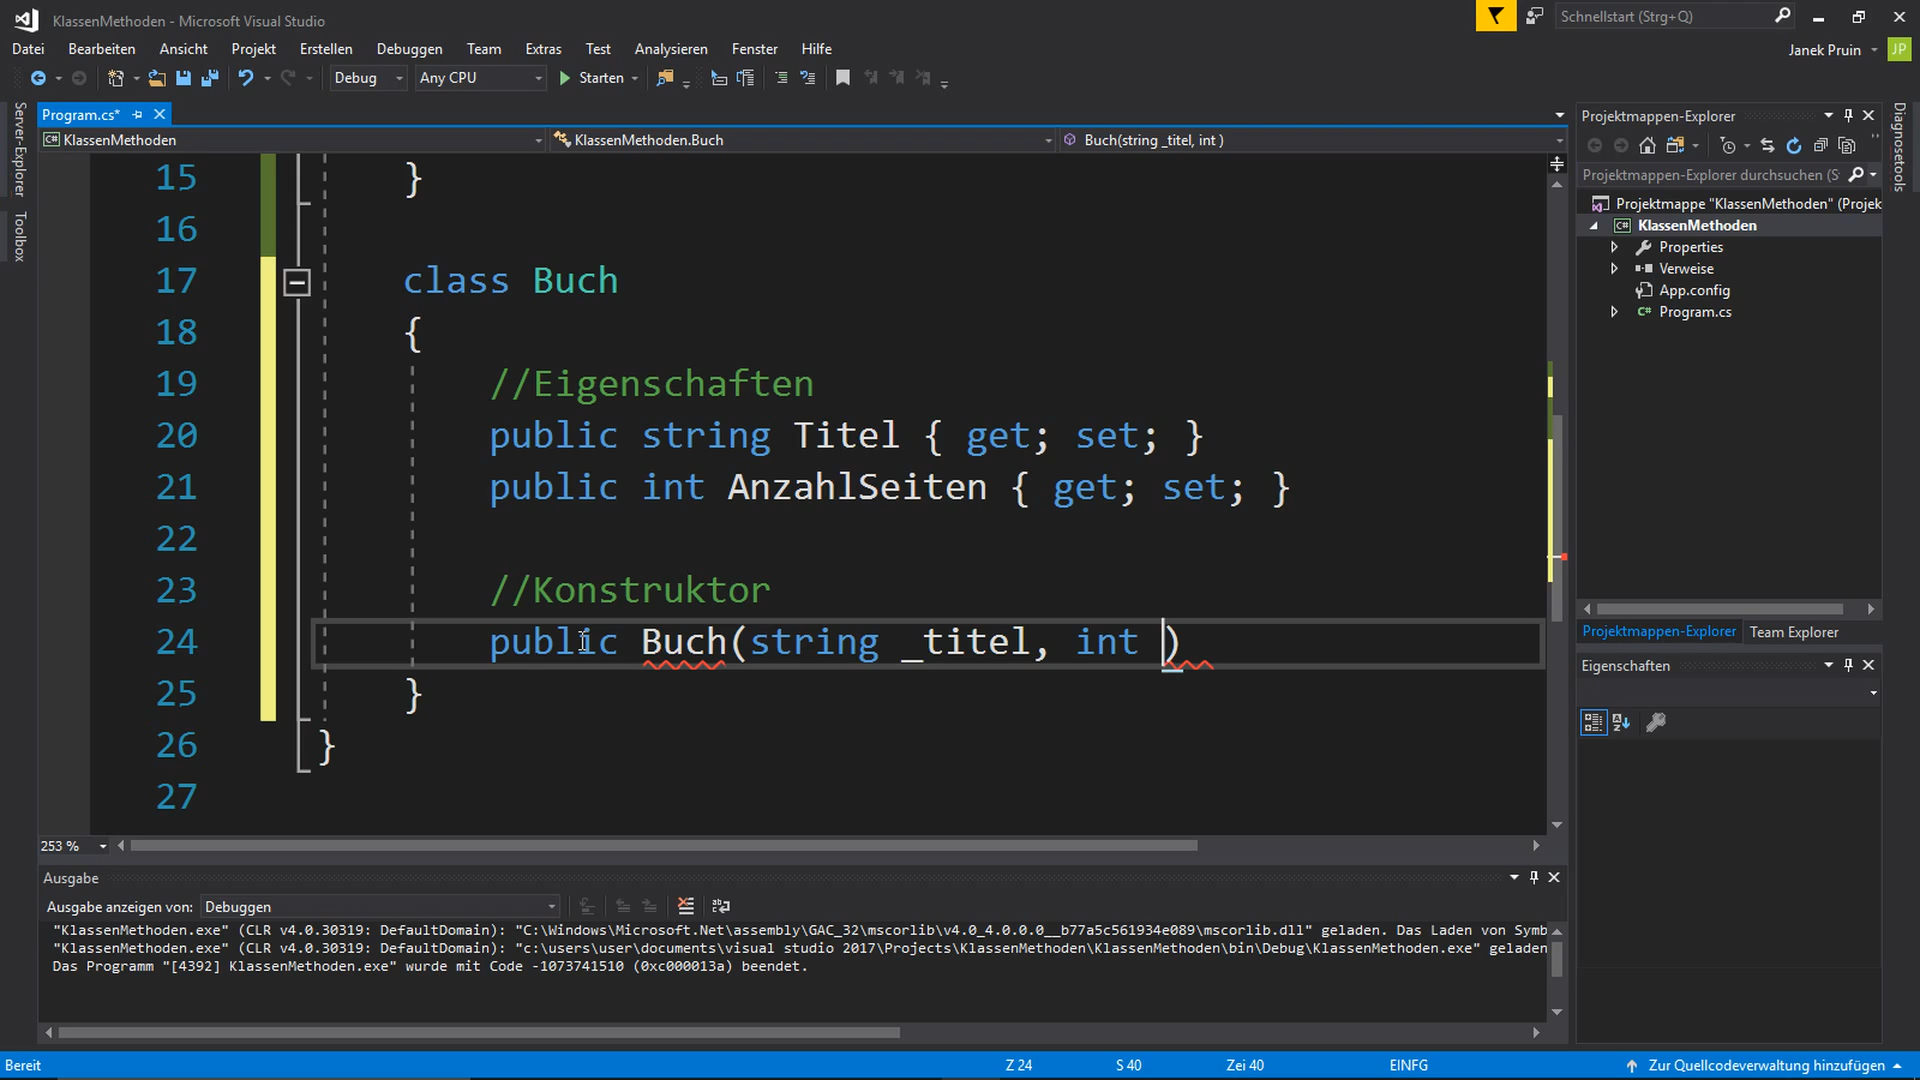 KlassenMethoden - Microsoft Visual Studio
Schnellstart (Strg+Q)
Datei Bearbeiten Ansicht Projekt Erstellen Debuggen Team Extras Test Analysieren Fenster Hilfe
Janek Pruin JP
Debug Any CPU Starten
Server-Explorer
Toolbox
Program.cs*
KlassenMethoden KlassenMethoden.Buch Buch(string _titel, int )
15 }
16
17 class Buch
18 {
19 //Eigenschaften
20 public string Titel { get; set; }
21 public int AnzahlSeiten { get; set; }
22
23 //Konstruktor
24 public Buch(string _titel, int )
25 }
26 }
27
253 %
Ausgabe
Ausgabe anzeigen von: Debuggen
"KlassenMethoden.exe" (CLR v4.0.30319: DefaultDomain): "C:\Windows\Microsoft.Net\assembly\GAC_32\mscorlib\v4.0_4.0.0.0__b77a5c561934e089\mscorlib.dll" geladen. Das Laden von Symb
"KlassenMethoden.exe" (CLR v4.0.30319: DefaultDomain): "c:\users\user\documents\visual studio 2017\Projects\KlassenMethoden\KlassenMethoden\bin\Debug\KlassenMethoden.exe" geladen
Das Programm "[4392] KlassenMethoden.exe" wurde mit Code -1073741510 (0xc000013a) beendet.
Projektmappen-Explorer
Projektmappen-Explorer durchsuchen (S
Projektmappe "KlassenMethoden" (Projek
C# KlassenMethoden
Properties
Verweise
App.config
C# Program.cs
Projektmappen-Explorer Team Explorer
Eigenschaften
Diagnosetools
Bereit Z 24 S 40 Zei 40 EINFG Zur Quellcodeverwaltung hinzufügen